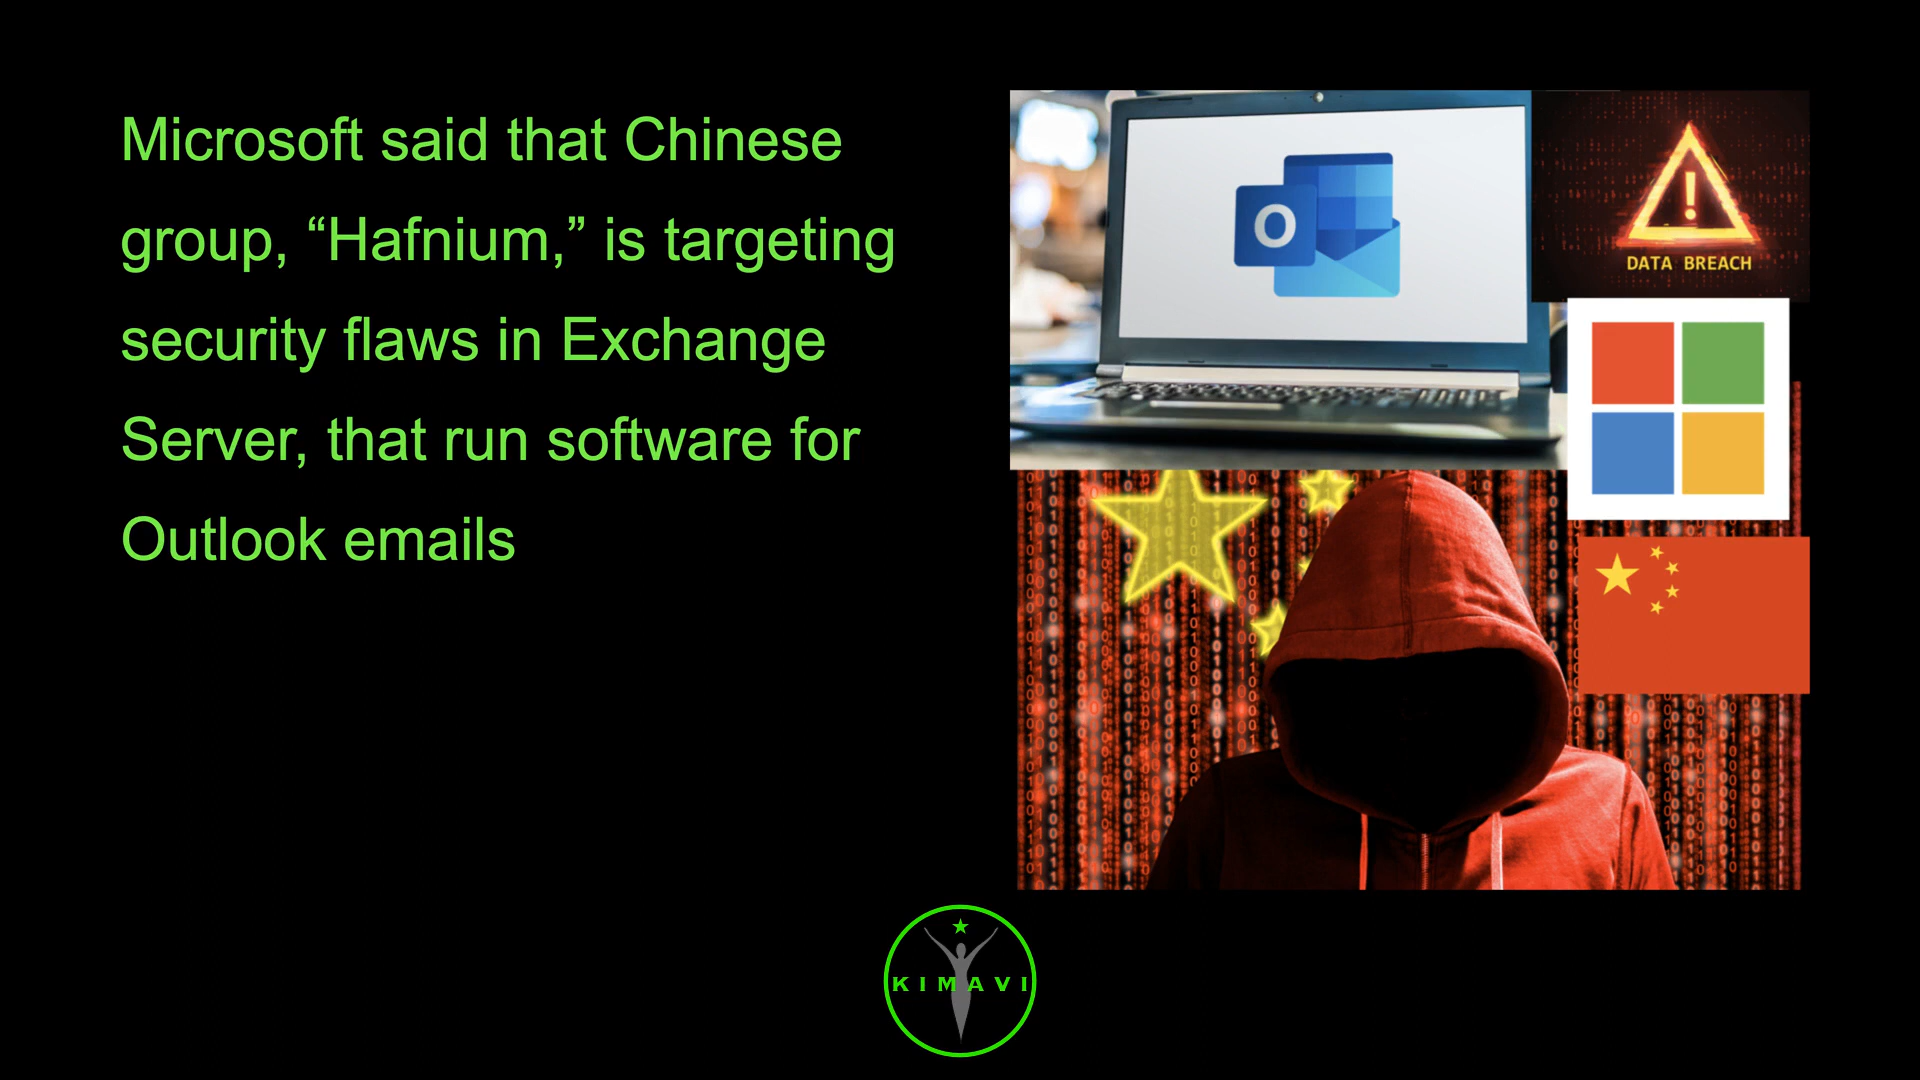 Microsoft said that Chinese
group, “Hafnium,” is targeting
security flaws in Exchange
Server, that run software for
Outlook emails
O
DATA BREACH
KIMAVI